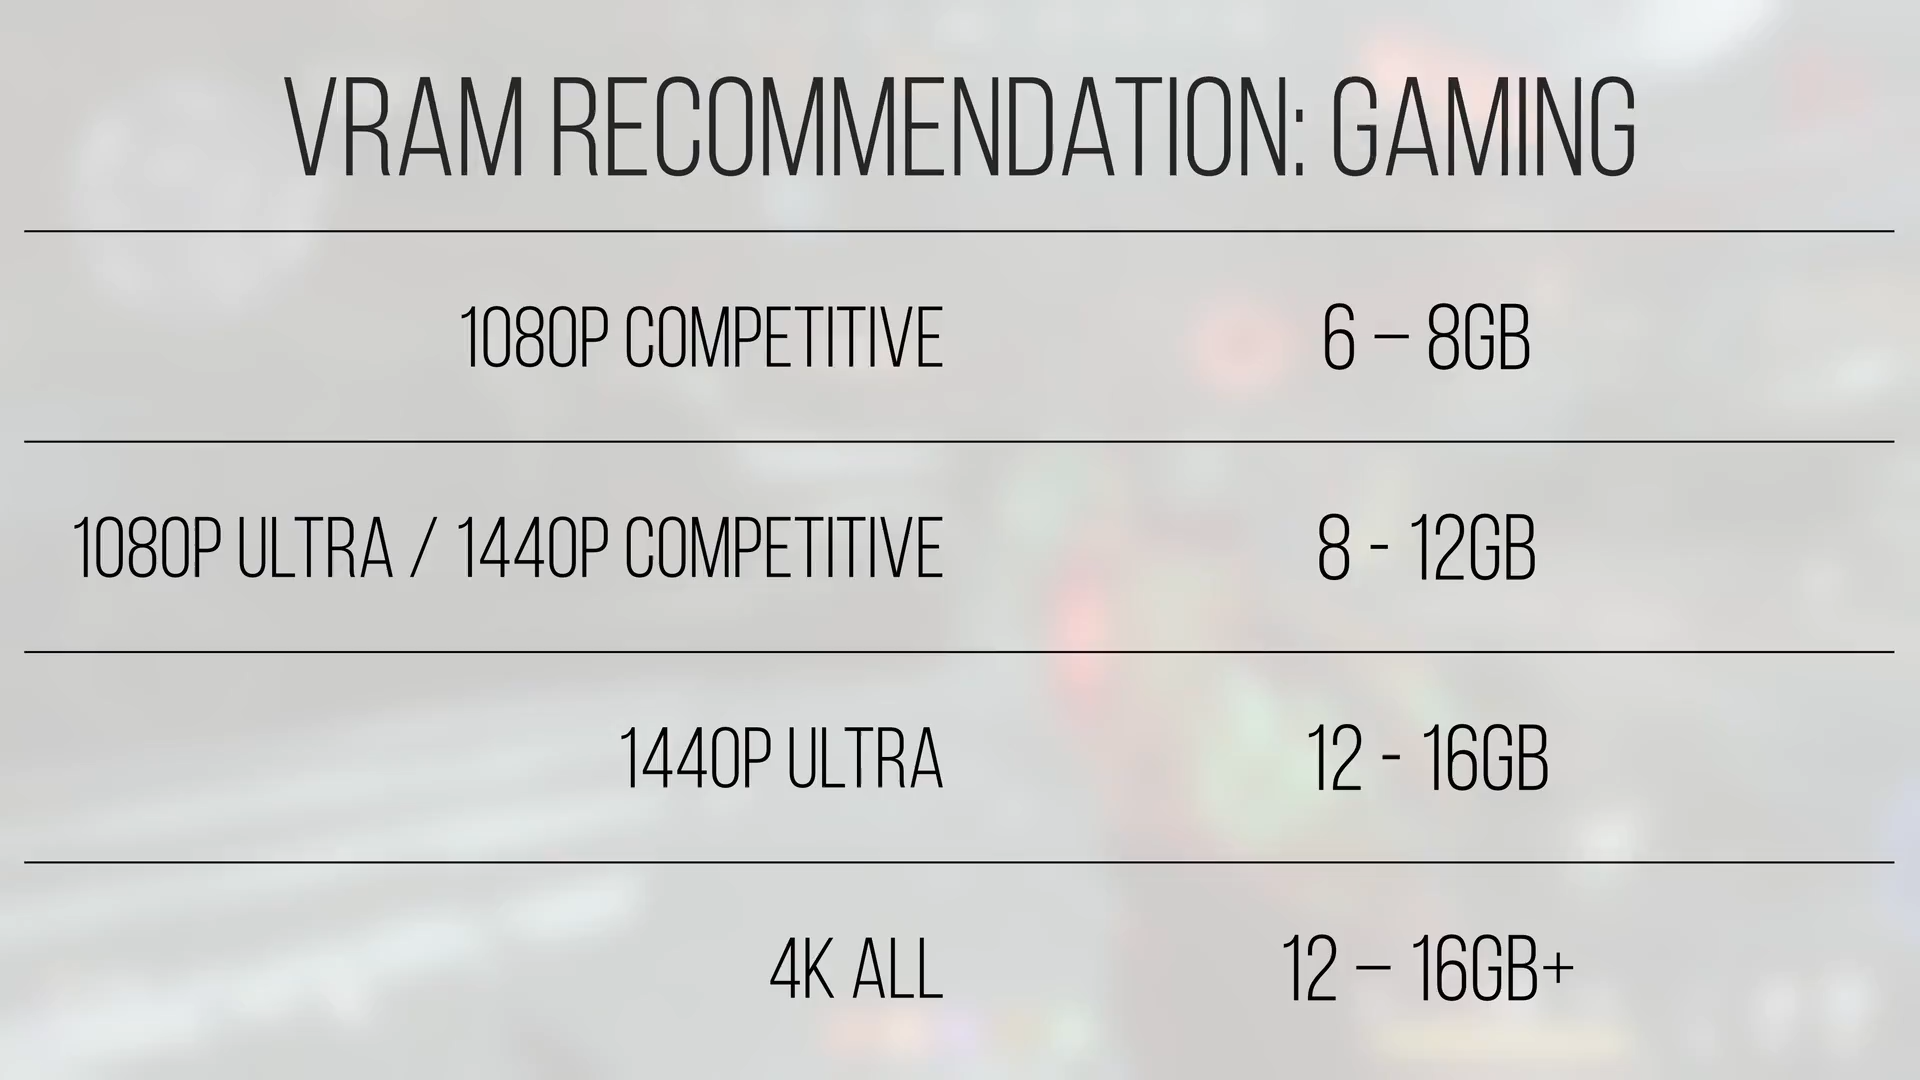 VRAM RECOMMENDATION: GAMING
1080P COMPETITIVE 6 – 8GB
1080P ULTRA / 1440P COMPETITIVE 8 - 12GB
1440P ULTRA 12 - 16GB
4K ALL 12 – 16GB+